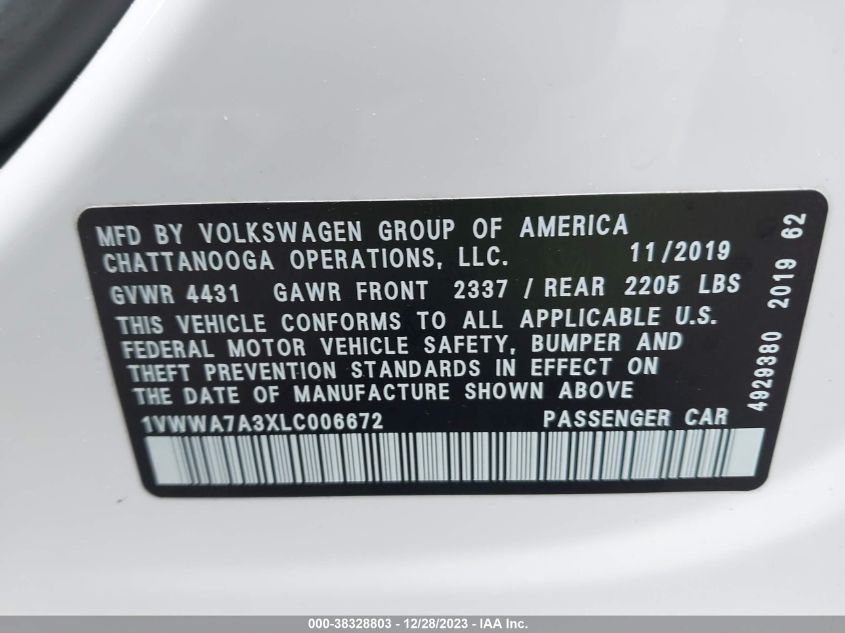 MFD BY VOLKSWAGEN GROUP OF AMERICA
CHATTANOOGA OPERATIONS, LLC. 11/2019
GVWR 4431 GAWR FRONT 2337 / REAR 2205 LBS
THIS VEHICLE CONFORMS TO ALL APPLICABLE U.S.
FEDERAL MOTOR VEHICLE SAFETY, BUMPER AND
THEFT PREVENTION STANDARDS IN EFFECT ON
THE DATE OF MANUFACTURE SHOWN ABOVE
1VWWA7A3XLC006672 PASSENGER CAR
4929380 2019 62
000-38328803 - 12/28/2023 - IAA Inc.